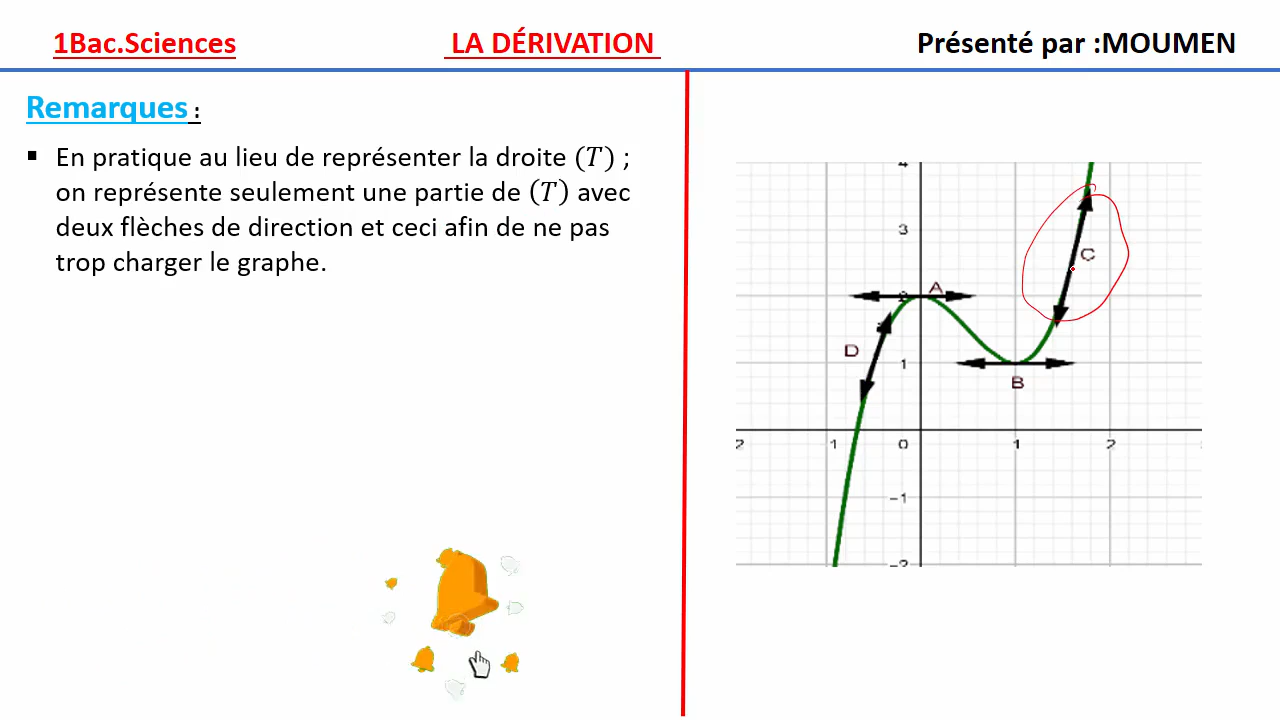 1Bac.Sciences
LA DÉRIVATION
Présenté par :MOUMEN
Remarques :
▪ En pratique au lieu de représenter la droite (T) ;
on représente seulement une partie de (T) avec
deux flèches de direction et ceci afin de ne pas
trop charger le graphe.
4
3
C
2
A
D
1
B
2
1
0
1
2
−1
−2